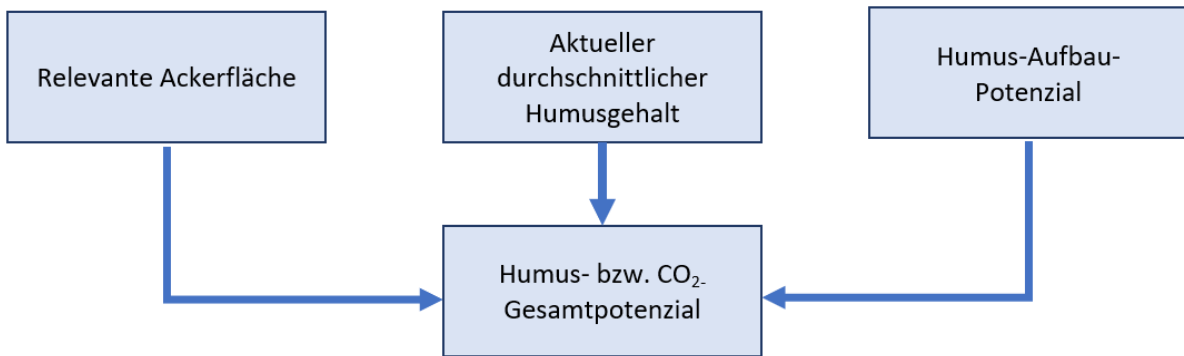 Relevante Ackerfläche
Aktueller
durchschnittlicher
Humusgehalt
Humus-Aufbau-
Potenzial
Humus- bzw. CO₂-
Gesamtpotenzial